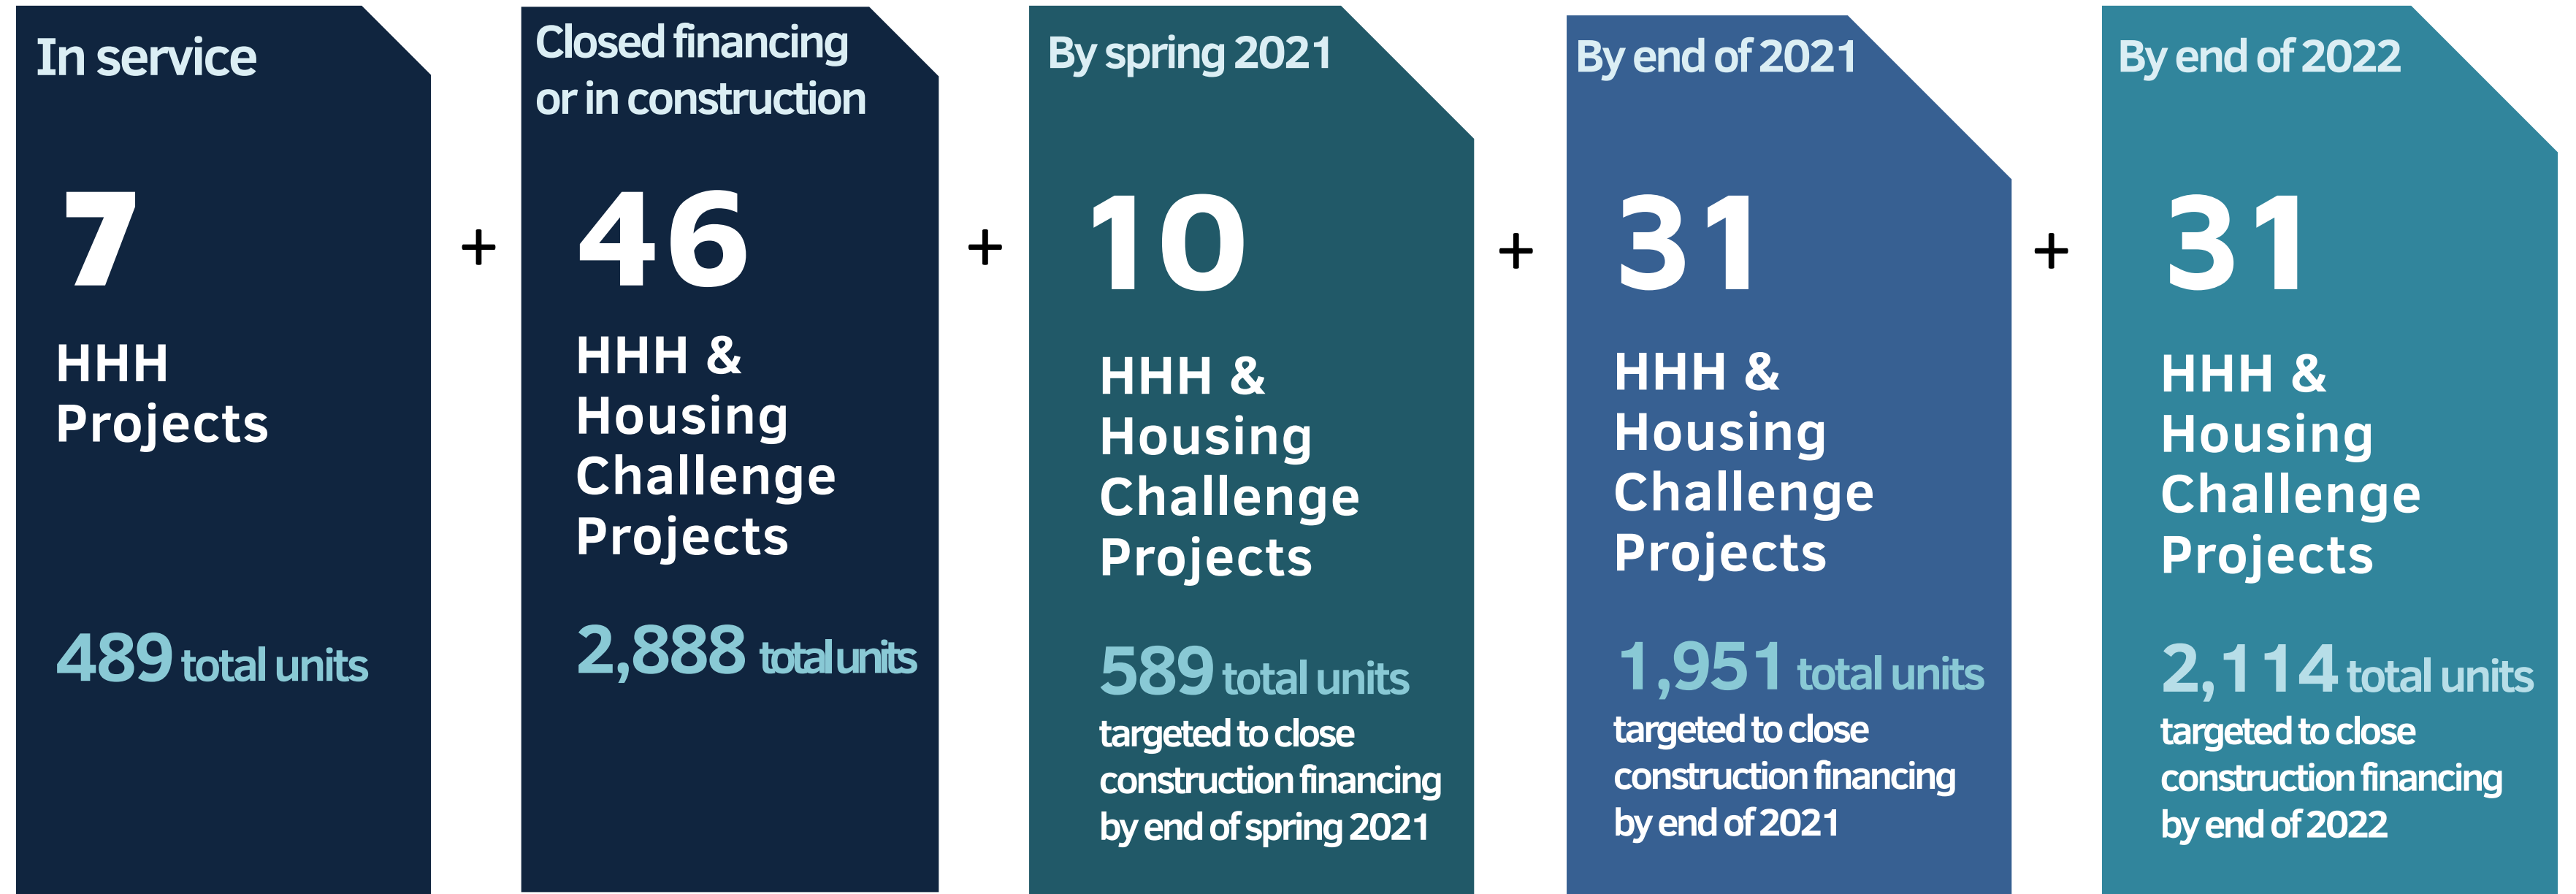 In service
7
HHH
Projects
489 total units
+
Closed financing
or in construction
46
HHH &
Housing
Challenge
Projects
2,888 total units
+
By spring 2021
10
HHH &
Housing
Challenge
Projects
589 total units
targeted to close
construction financing
by end of spring 2021
+
By end of 2021
31
HHH &
Housing
Challenge
Projects
1,951 total units
targeted to close
construction financing
by end of 2021
+
By end of 2022
31
HHH &
Housing
Challenge
Projects
2,114 total units
targeted to close
construction financing
by end of 2022